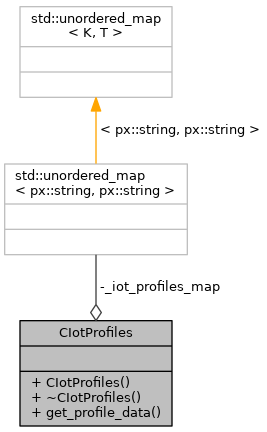 std::unordered_map
< K, T >
< px::string, px::string >
std::unordered_map
< px::string, px::string >
-_iot_profiles_map
CIotProfiles
+ CIotProfiles()
+ ~CIotProfiles()
+ get_profile_data()